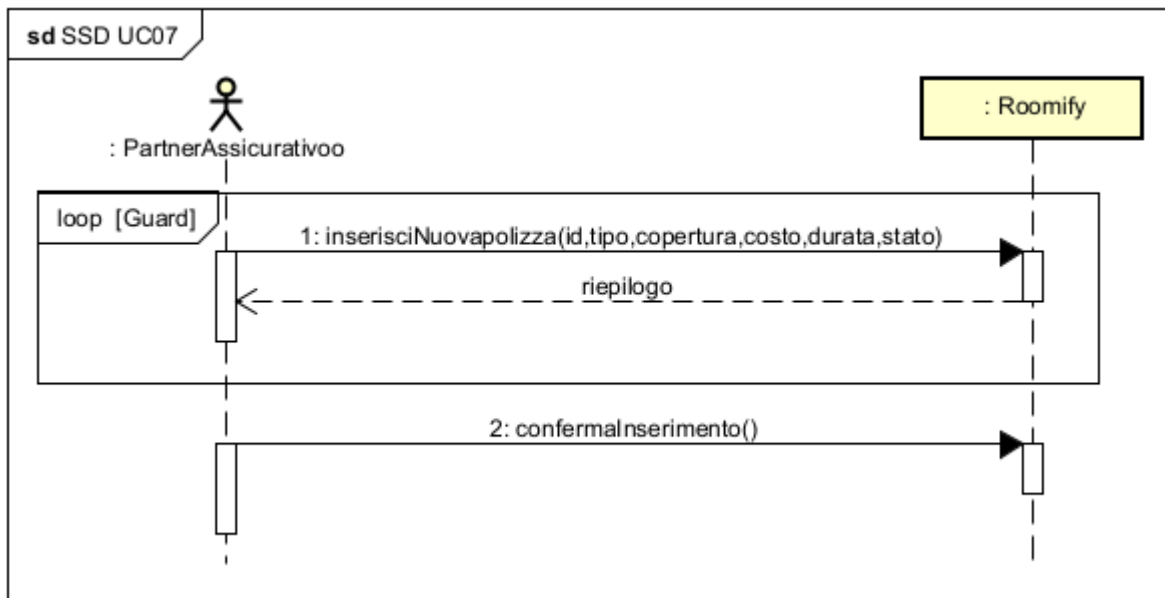 sd SSD UC07
: PartnerAssicurativoo
: Roomify
loop [Guard]
1: inserisciNuovapolizza(id,tipo,copertura,costo,durata,stato)
riepilogo
2: confermaInserimento()